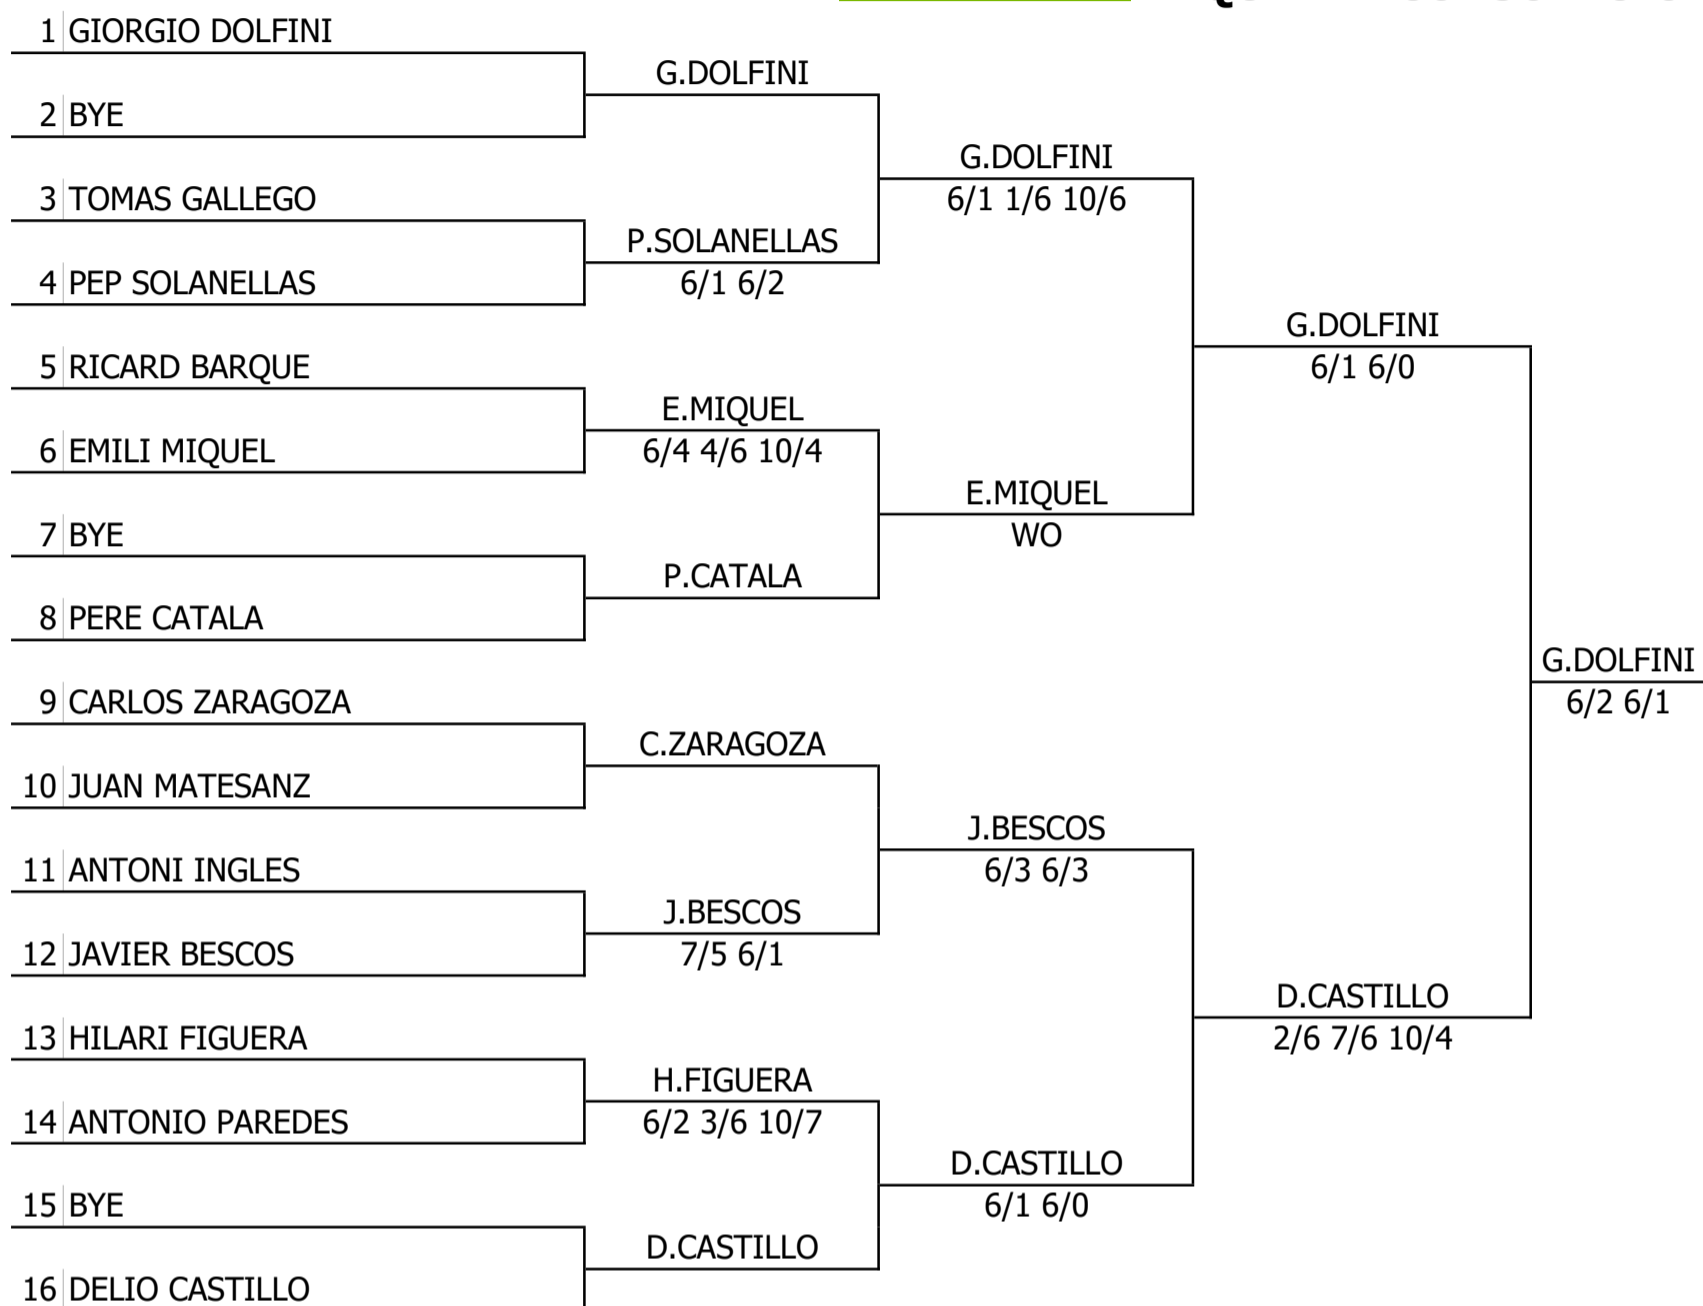 1 GIORGIO DOLFINI
G.DOLFINI
2 BYE
G.DOLFINI
3 TOMAS GALLEGO
6/1 1/6 10/6
P.SOLANELLAS
4 PEP SOLANELLAS
6/1 6/2
G.DOLFINI
5 RICARD BARQUE
6/1 6/0
E.MIQUEL
6 EMILI MIQUEL
6/4 4/6 10/4
E.MIQUEL
7 BYE
WO
P.CATALA
8 PERE CATALA
G.DOLFINI
9 CARLOS ZARAGOZA
6/2 6/1
C.ZARAGOZA
10 JUAN MATESANZ
J.BESCOS
11 ANTONI INGLES
6/3 6/3
J.BESCOS
12 JAVIER BESCOS
7/5 6/1
D.CASTILLO
13 HILARI FIGUERA
2/6 7/6 10/4
H.FIGUERA
14 ANTONIO PAREDES
6/2 3/6 10/7
D.CASTILLO
15 BYE
6/1 6/0
D.CASTILLO
16 DELIO CASTILLO